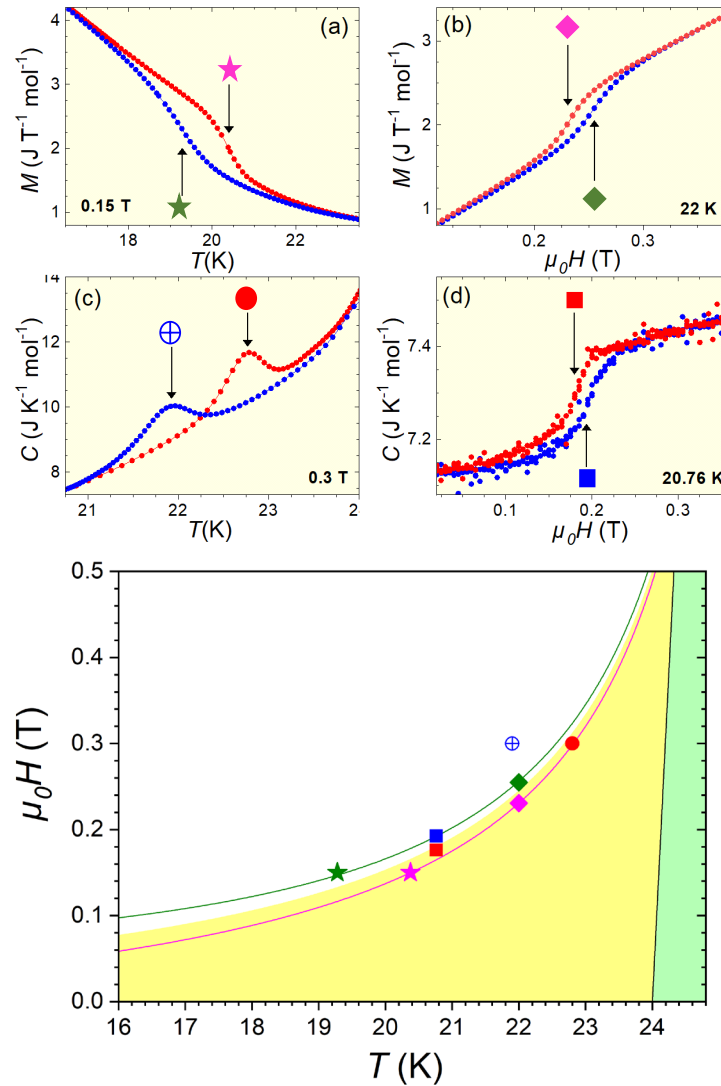 (a)
4
3
2
1
M (J T⁻¹ mol⁻¹)
0.15 T
18 20 22
T(K)
(b)
3
2
1
M (J T⁻¹ mol⁻¹)
22 K
0.2 0.3
μ₀H (T)
(c)
14
12
10
8
C (J K⁻¹ mol⁻¹)
0.3 T
21 22 23 2
T(K)
(d)
7.4
7.2
C (J K⁻¹ mol⁻¹)
20.76 K
0.1 0.2 0.3
μ₀H (T)
0.5
0.4
0.3
0.2
0.1
0.0
μ₀H (T)
16 17 18 19 20 21 22 23 24
T (K)